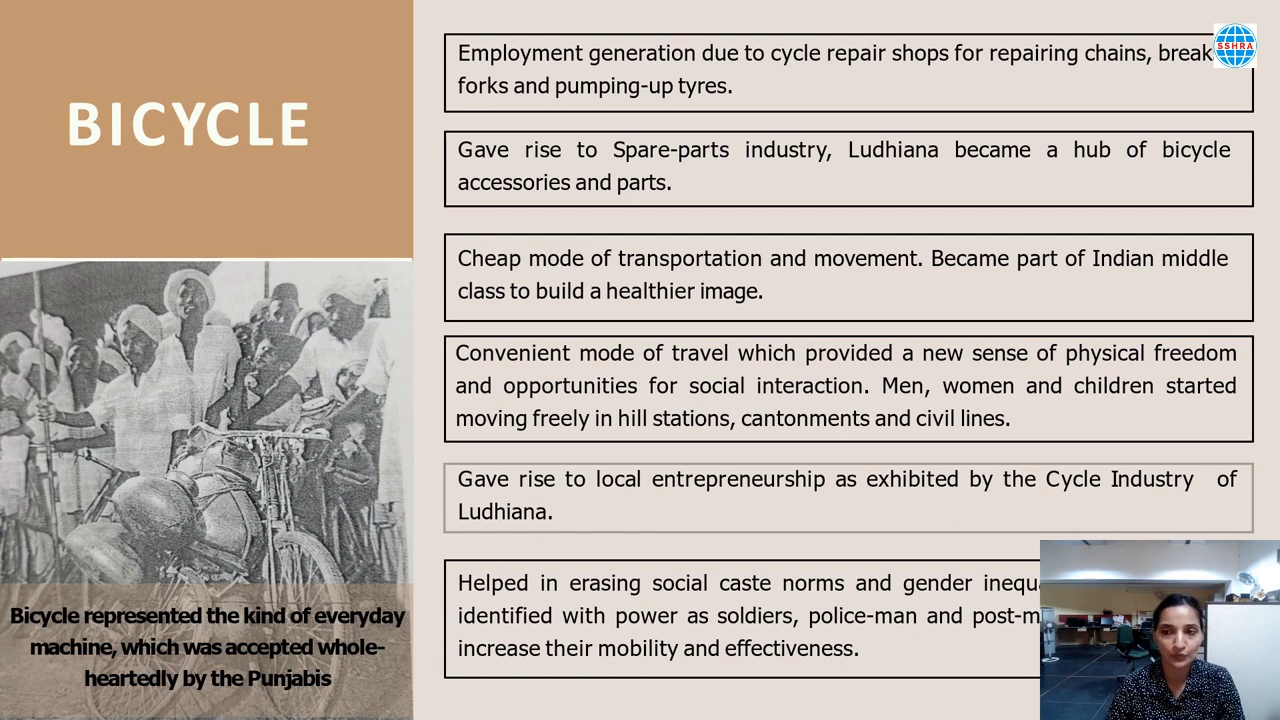 BICYCLE
Bicycle represented the kind of everyday
machine, which was accepted whole-
heartedly by the Punjabis
Employment generation due to cycle repair shops for repairing chains,
forks and pumping-up tyres.
Gave rise to Spare-parts industry, Ludhiana became a hub of bicycle
accessories and parts.
Cheap mode of transportation and movement. Became part of Indian middle
class to build a healthier image.
Convenient mode of travel which provided a new sense of physical freedom
and opportunities for social interaction. Men, women and children started
moving freely in hill stations, cantonments and civil lines.
Gave rise to local entrepreneurship as exhibited by the Cycle Industry of
Ludhiana.
Helped in erasing social caste norms and gender
identified with power as soldiers, police-man and
increase their mobility and effectiveness.
SSHRA